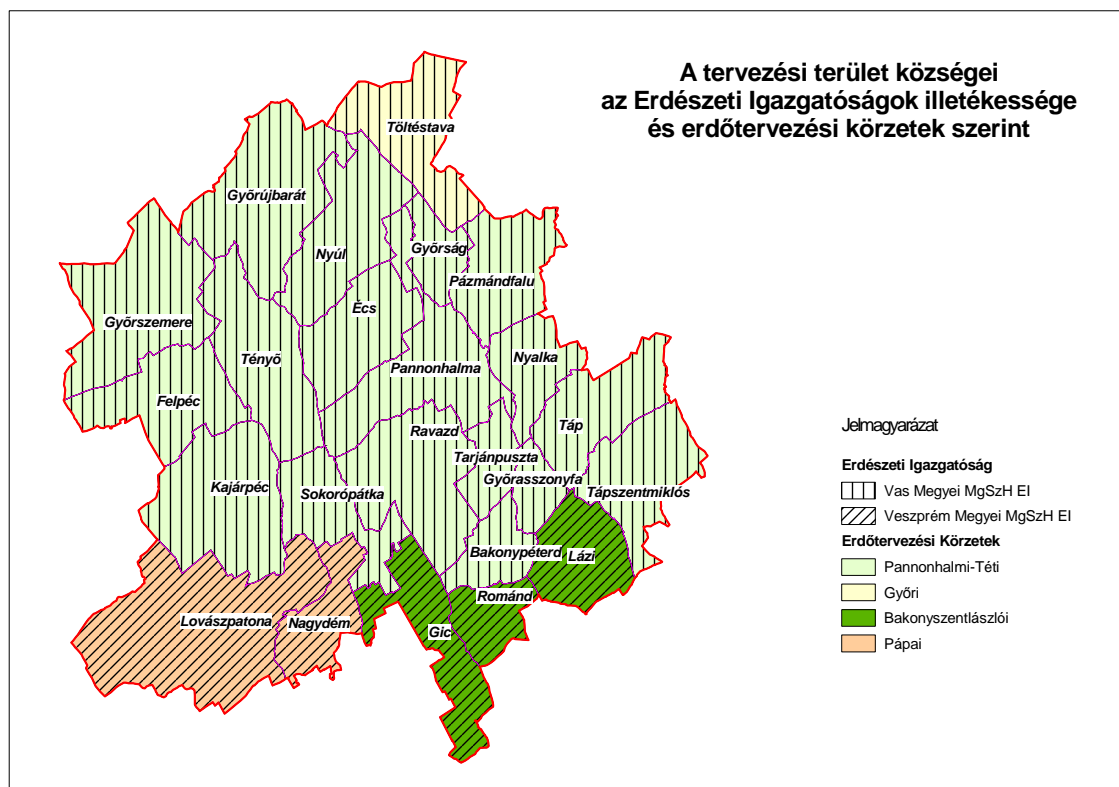 A tervezési terület községei
az Erdészeti Igazgatóságok illetékessége
és erdőtervezési körzetek szerint
Töltéstava
Győrújbarát
Nyúl
Győrság
Pázmándfalu
Écs
Győrszemere
Tényő
Pannonhalma
Nyalka
Felpéc
Ravazd
Táp
Tarjánpuszta
Győrasszonyfa
Kajárpéc
Sokorópátka
Tápszentmiklós
Bakonypéterd
Lázi
Románd
Lovászpatona
Nagydém
Gic
Jelmagyarázat
Erdészeti Igazgatóság
Vas Megyei MgSzH EI
Veszprém Megyei MgSzH EI
Erdőtervezési Körzetek
Pannonhalmi-Téti
Győri
Bakonyszentlászlói
Pápai